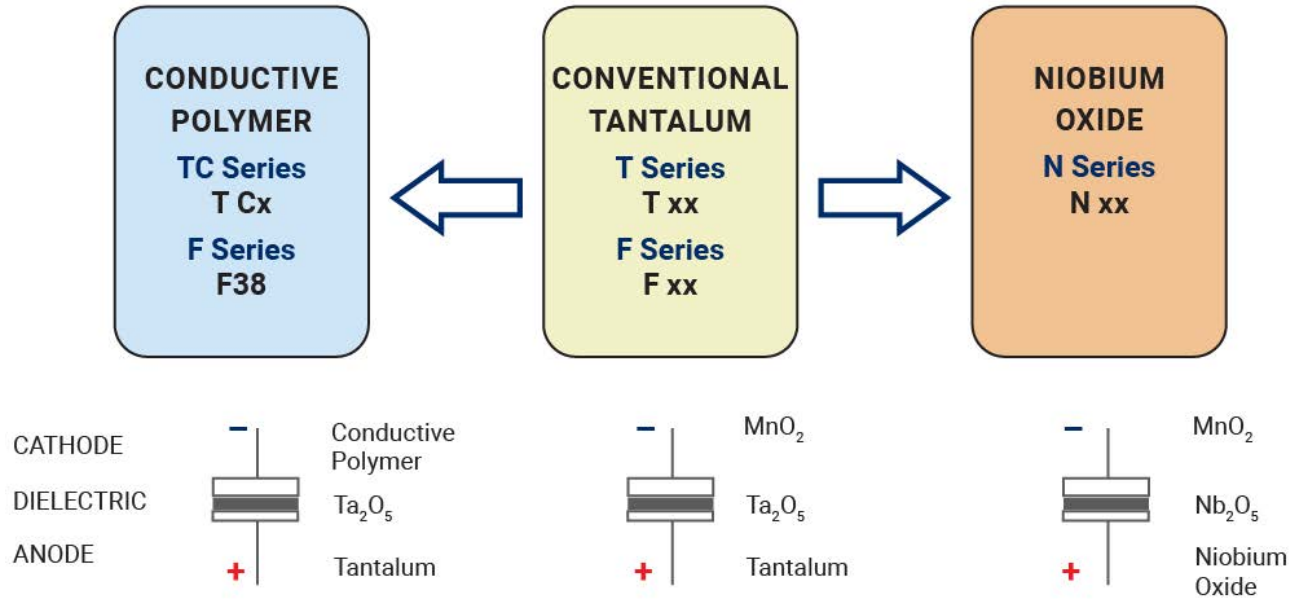 CONDUCTIVE
POLYMER
TC Series
T Cx
F Series
F38
CONVENTIONAL
TANTALUM
T Series
T xx
F Series
F xx
NIOBIUM
OXIDE
N Series
N xx
CATHODE
DIELECTRIC
ANODE
−
Conductive
Polymer
Ta₂O₅
+
Tantalum
−
MnO₂
Ta₂O₅
+
Tantalum
−
MnO₂
Nb₂O₅
+
Niobium
Oxide